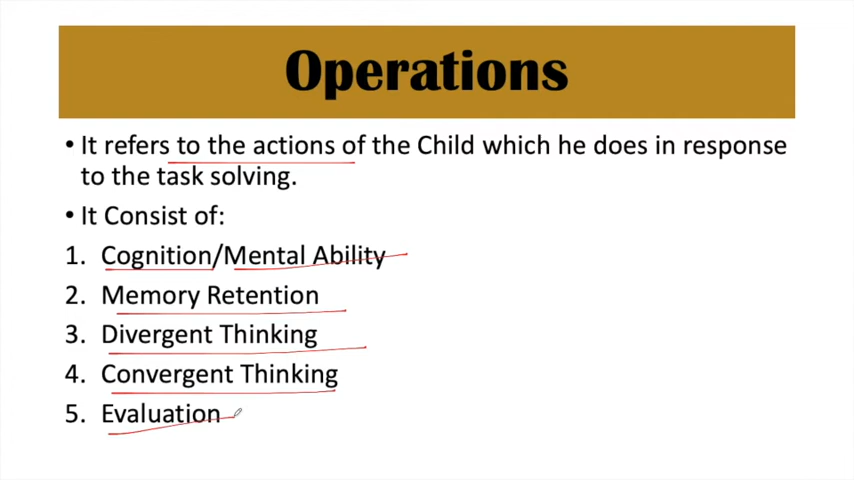 Operations
• It refers to the actions of the Child which he does in response
to the task solving.
• It Consist of:
1. Cognition/Mental Ability
2. Memory Retention
3. Divergent Thinking
4. Convergent Thinking
5. Evaluation